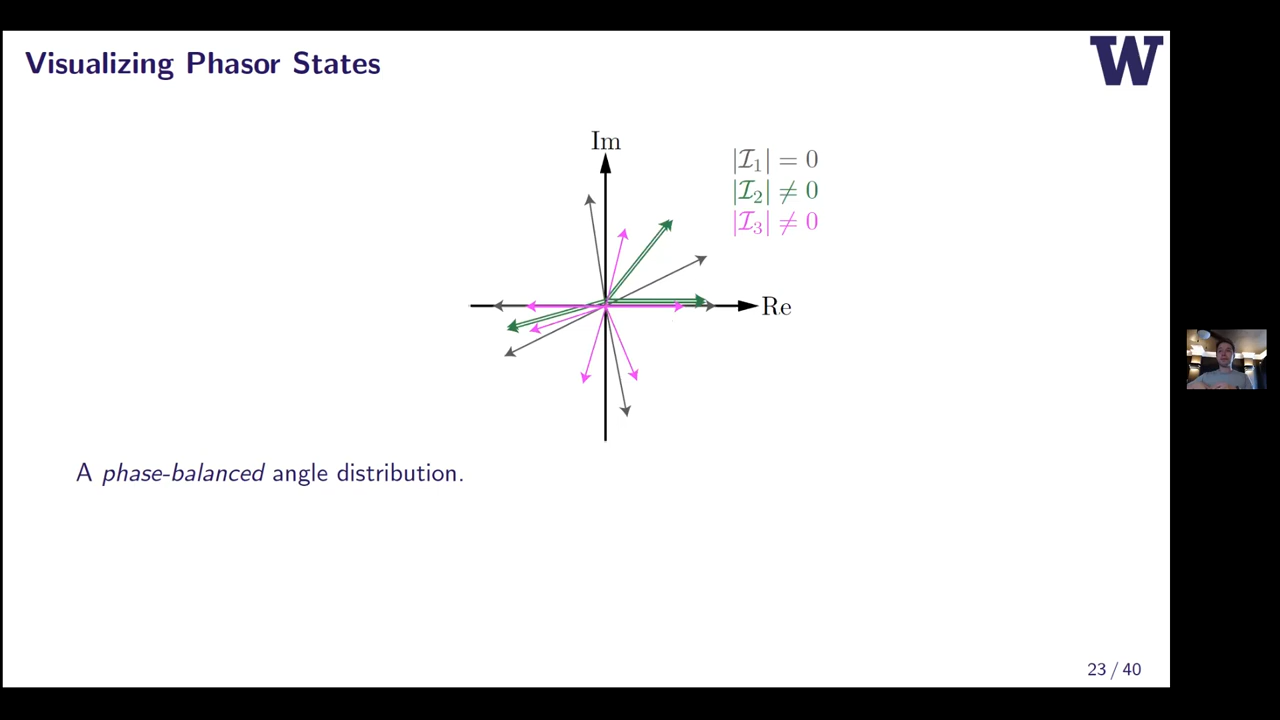 Visualizing Phasor States
W
Im
|ℐ₁| = 0
|ℐ₂| ≠ 0
|ℐ₃| ≠ 0
Re
A phase-balanced angle distribution.
23 / 40